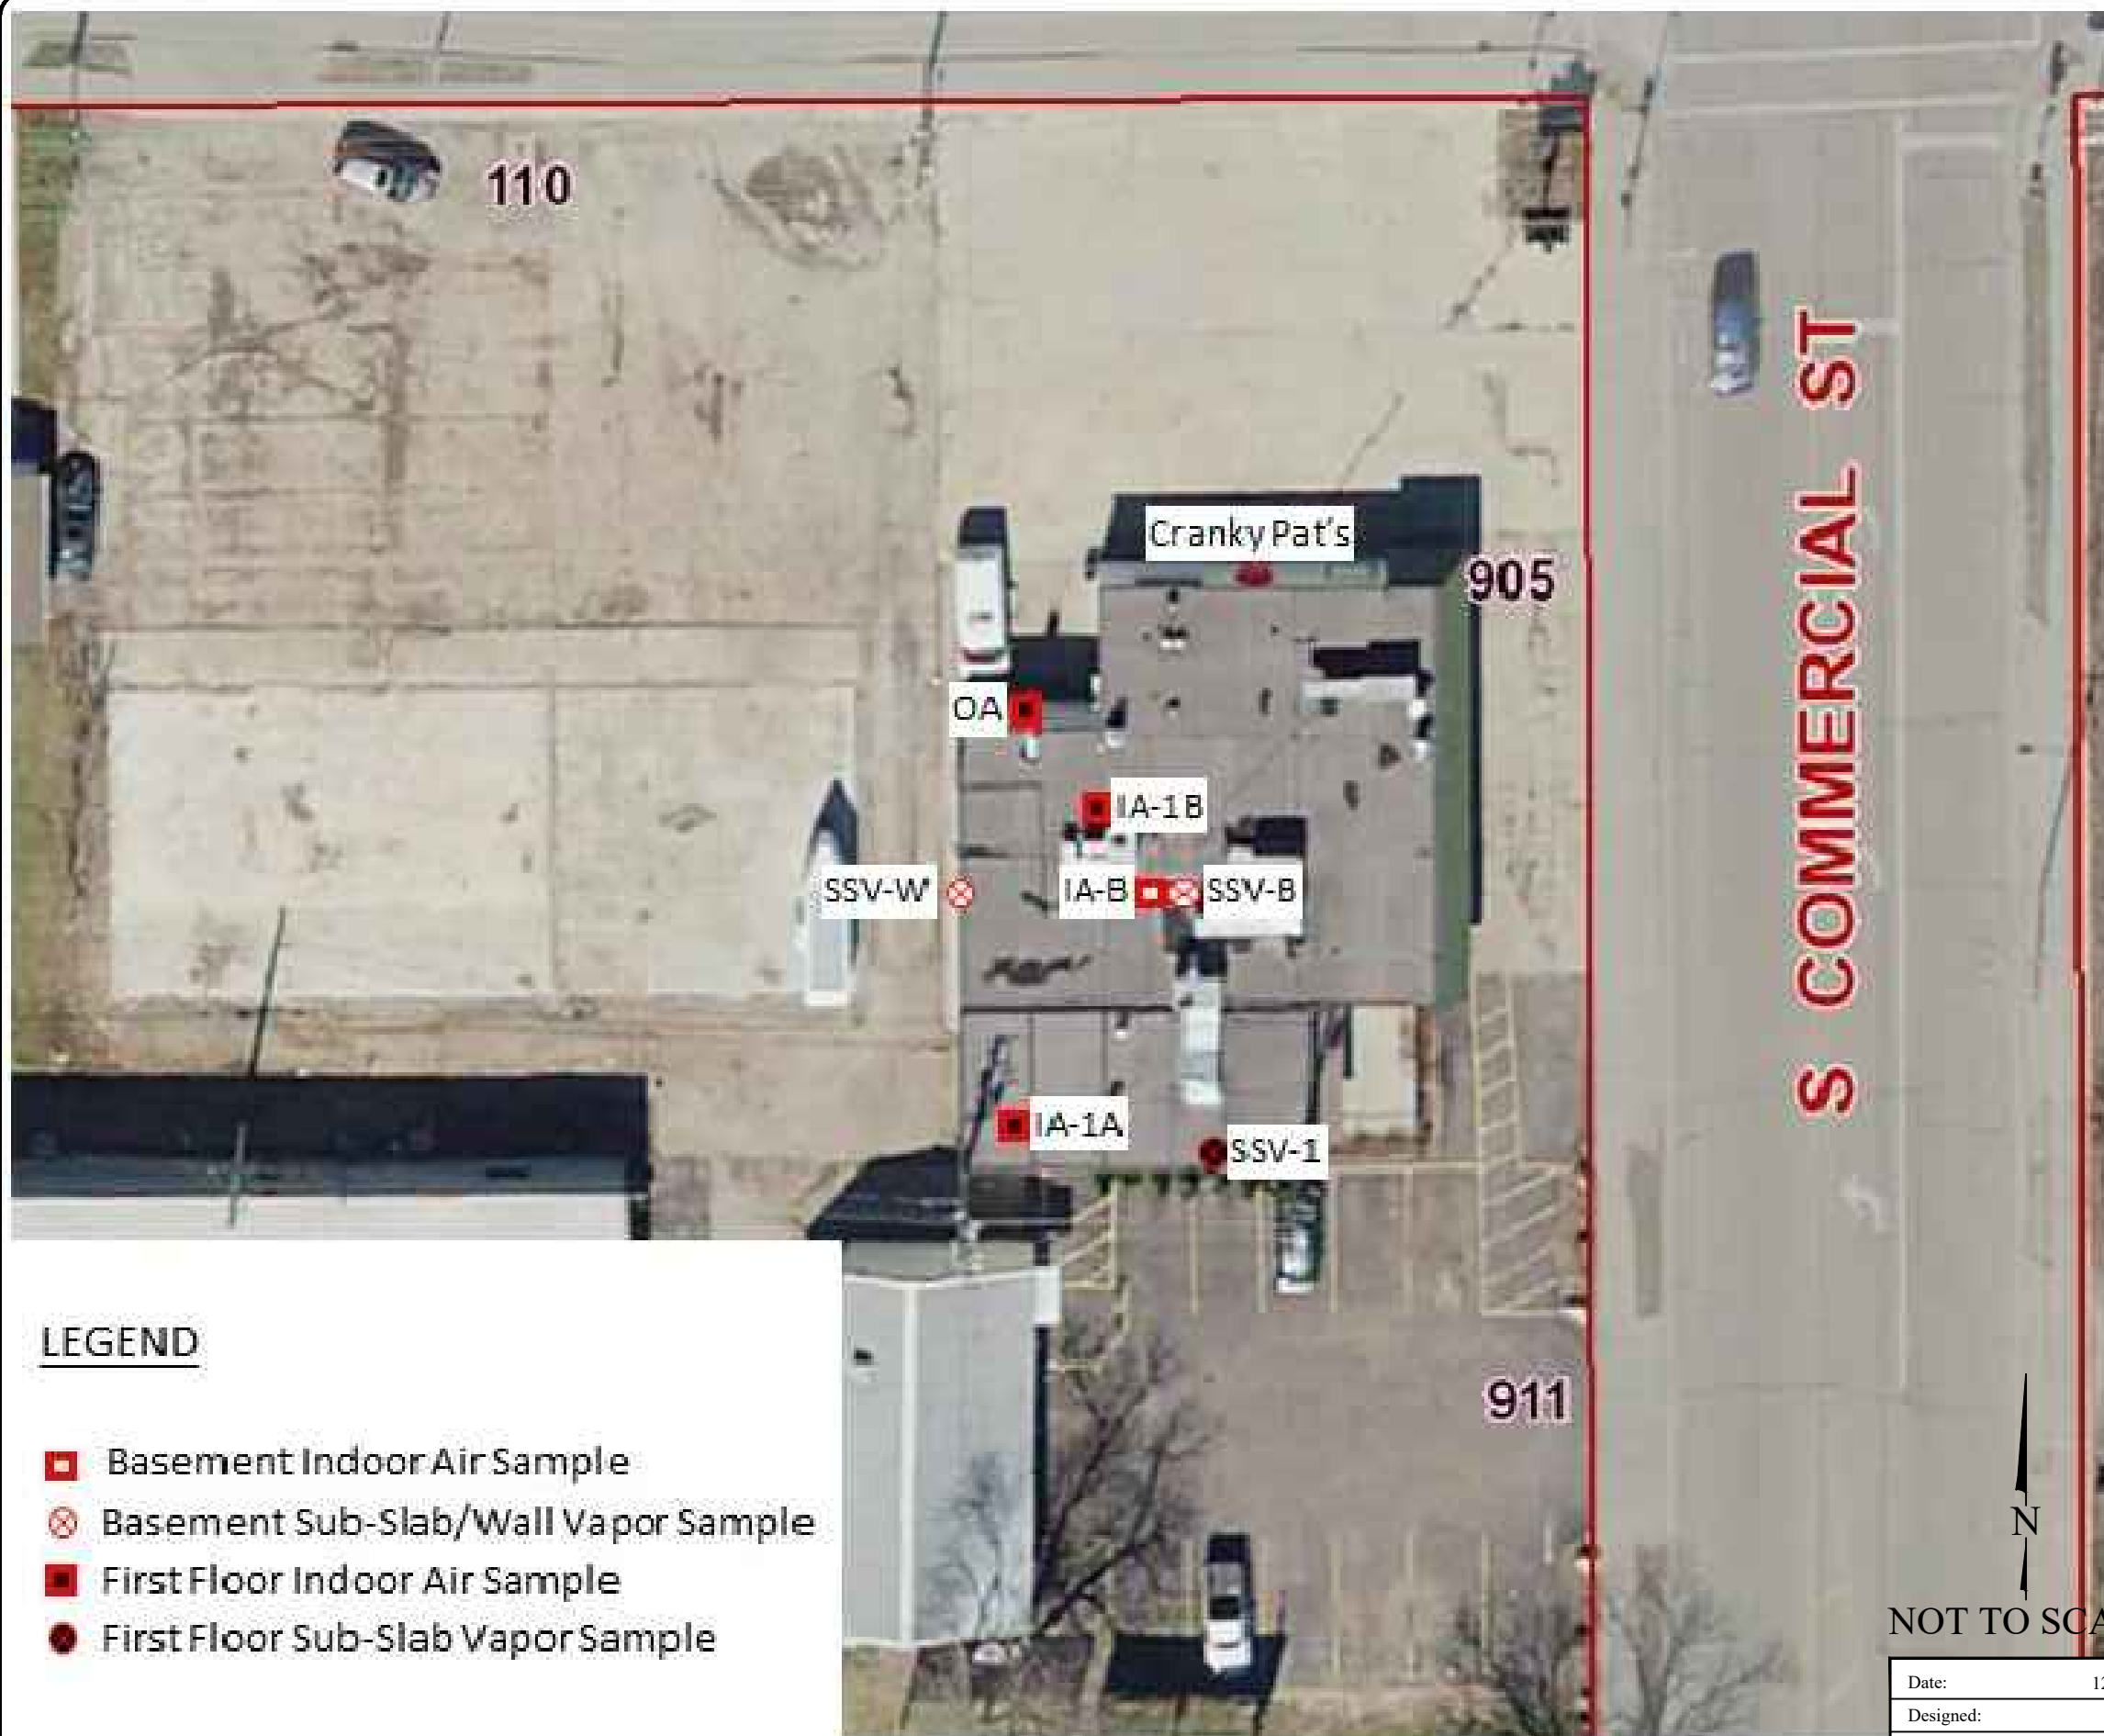 110
Cranky Pat's
905
S COMMERCIAL ST
OA
IA-1B
SSV-W
IA-B
SSV-B
IA-1A
SSV-1
911
LEGEND
Basement Indoor Air Sample
Basement Sub-Slab/Wall Vapor Sample
First Floor Indoor Air Sample
First Floor Sub-Slab Vapor Sample
N
NOT TO
Date:
Designed: